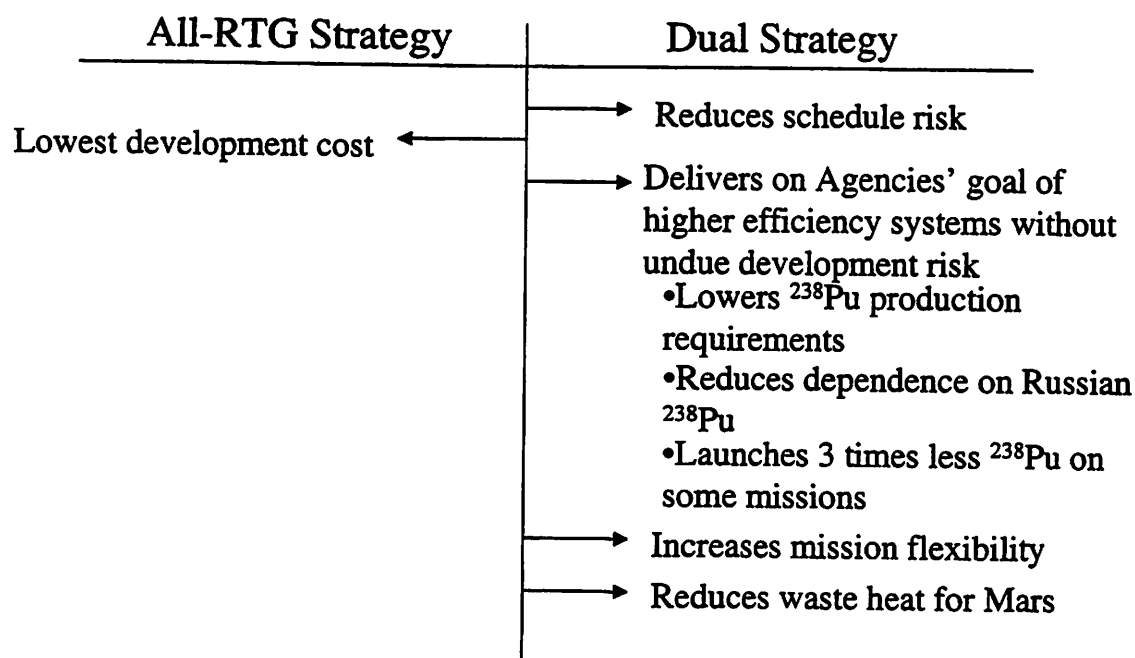 All-RTG Strategy
Dual Strategy
Reduces schedule risk
Lowest development cost
Delivers on Agencies’ goal of
higher efficiency systems without
undue development risk
•Lowers ²³⁸Pu production
requirements
•Reduces dependence on Russian
²³⁸Pu
•Launches 3 times less ²³⁸Pu on
some missions
Increases mission flexibility
Reduces waste heat for Mars